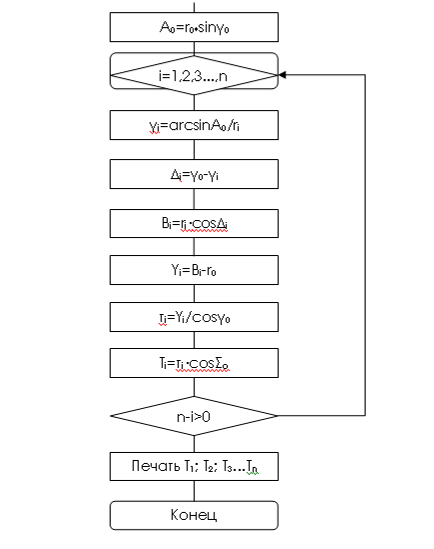 A₀=r₀•sinγ₀
i=1,2,3...,n
γᵢ=arcsinA₀/rᵢ
Δᵢ=γ₀-γᵢ
Bᵢ=rᵢ·cosΔᵢ
Yᵢ=Bᵢ-r₀
τᵢ=Yᵢ/cosγ₀
Tᵢ=τᵢ·cosΣ₀
n-i>0
Печать T₁; T₂; T₃...Tₙ
Конец